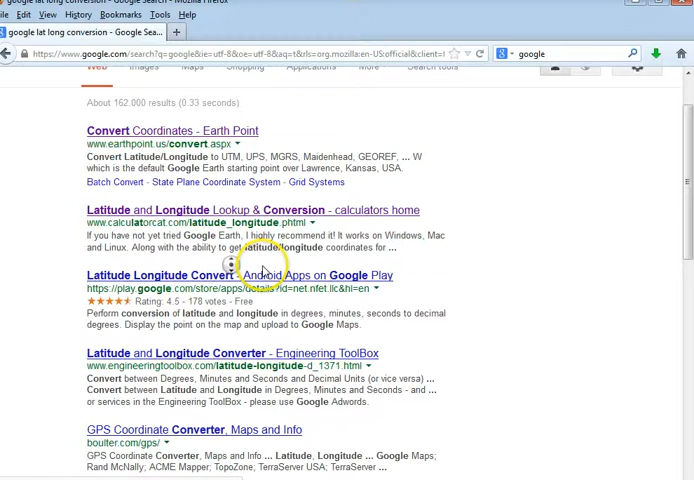 google lat long conversion - Google Search - Mozilla Firefox
Edit View History Bookmarks Tools Help
google lat long conversion - Google Sea... +
https://www.google.com/search?q=google&ie=utf-8&oe=utf-8&aq=t&rls=org.mozilla:en-US:official&client=f google
Web Images Maps Shopping Applications More Search tools
About 162,000 results (0.33 seconds)
Convert Coordinates - Earth Point
www.earthpoint.us/convert.aspx
Convert Latitude/Longitude to UTM, UPS, MGRS, Maidenhead, GEOREF, ... W
which is the default Google Earth starting point over Lawrence, Kansas, USA.
Batch Convert - State Plane Coordinate System - Grid Systems
Latitude and Longitude Lookup & Conversion - calculators home
www.calculatorcat.com/latitude_longitude.phtml
If you have not yet tried Google Earth, I highly recommend it! It works on Windows, Mac
and Linux. Along with the ability to get latitude/longitude coordinates for ...
Latitude Longitude Convert - Android Apps on Google Play
https://play.google.com/store/apps/details?id=net.nfet.llc&hl=en
Rating: 4.5 - 178 votes - Free
Perform conversion of latitude and longitude in degrees, minutes, seconds to decimal
degrees. Display the point on the map and upload to Google Maps.
Latitude and Longitude Converter - Engineering ToolBox
www.engineeringtoolbox.com/latitude-longitude-d_1371.html
Convert between Degrees, Minutes and Seconds and Decimal Units (or vice versa) ...
Convert between Latitude and Longitude in Degrees, Minutes and Seconds - and ...
or services in the Engineering ToolBox - please use Google Adwords.
GPS Coordinate Converter, Maps and Info
boulter.com/gps/
GPS Coordinate Converter, Maps and Info ... Latitude, Longitude ... Google Maps;
Rand McNally; ACME Mapper; TopoZone; TerraServer USA; TerraServer ...